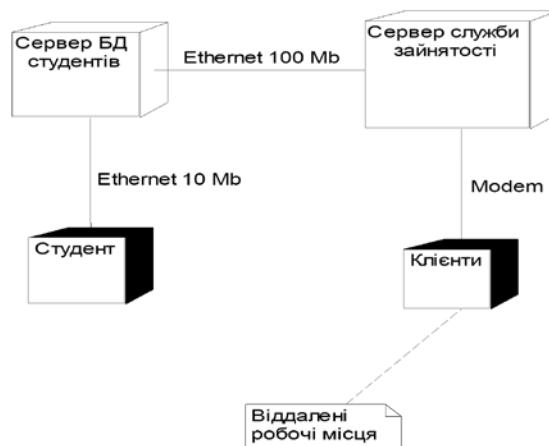 Сервер БД
студентів
Ethernet 100 Mb
Сервер служби
зайнятості
Ethernet 10 Mb
Modem
Студент
Клієнти
Віддалені
робочі місця